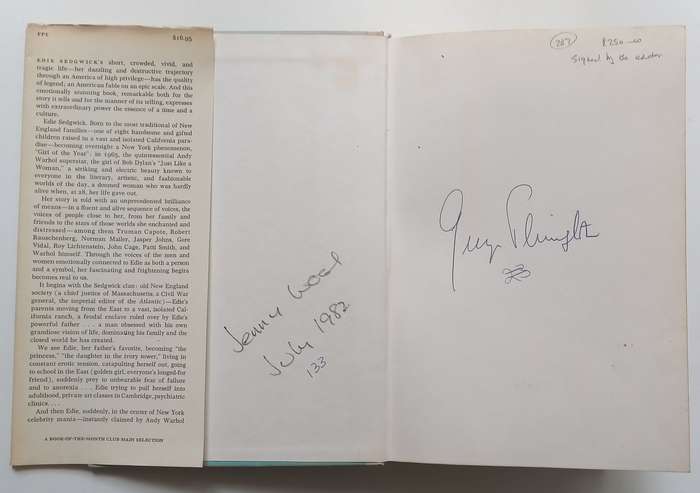 FPT
$16.95
EDIE SEDGWICK'S short, crowded, vivid, and
tragic life—her dazzling and destructive trajectory
through an America of high privilege—has the quality
of legend, an American fable on an epic scale. And this
emotionally stunning book, remarkable both for the
story it tells and for the manner of its telling, expresses
with extraordinary power the essence of a time and a
culture.
Edie Sedgwick. Born to the most traditional of New
England families—one of eight handsome and gifted
children raised in a vast and isolated California para-
dise—becoming overnight a New York phenomenon,
"Girl of the Year": in 1965, the quintessential Andy
Warhol superstar, the girl of Bob Dylan's "Just Like a
Woman," a striking and electric beauty known to
everyone in the literary, artistic, and fashionable
worlds of the day, a doomed woman who was hardly
alive when, at 28, her life gave out.
Her story is told with an unprecedented brilliance
of means—in a fluent and alive sequence of voices, the
voices of people close to her, from her family and
friends to the stars of those worlds she enchanted and
distressed—among them Truman Capote, Robert
Rauschenberg, Norman Mailer, Jasper Johns, Gore
Vidal, Roy Lichtenstein, John Cage, Patti Smith, and
Warhol himself. Through the voices of the men and
women emotionally connected to Edie as both a person
and a symbol, her fascinating and frightening begira
becomes real to us.
It begins with the Sedgwick clan: old New England
society (a chief justice of Massachusetts, a Civil War
general, the imperial editor of the Atlantic)—Edie's
parents moving from the East to a vast, isolated Cal-
ifornia ranch, a feudal enclave ruled over by Edie's
powerful father . . . a man obsessed with his own
grandiose vision of life, dominating his family and the
closed world he has created.
We see Edie, her father's favorite, becoming "the
princess," "the daughter in the ivory tower," living in
constant erotic tension, catapulting herself out, going
to school in the East (golden girl, everyone's longed-for
friend), suddenly prey to unbearable fear of failure
and to anorexia . . . Edie trying to pull herself into
adulthood, private art classes in Cambridge, psychiatric
clinics. . . .
And then Edie, suddenly, in the center of New York
celebrity mania—instantly claimed by Andy Warhol
A BOOK-OF-THE-MONTH CLUB MAIN SELECTION
Jeanne Wood
July 1982
133
287
$250.00
Signed by the editor
George Plimpton